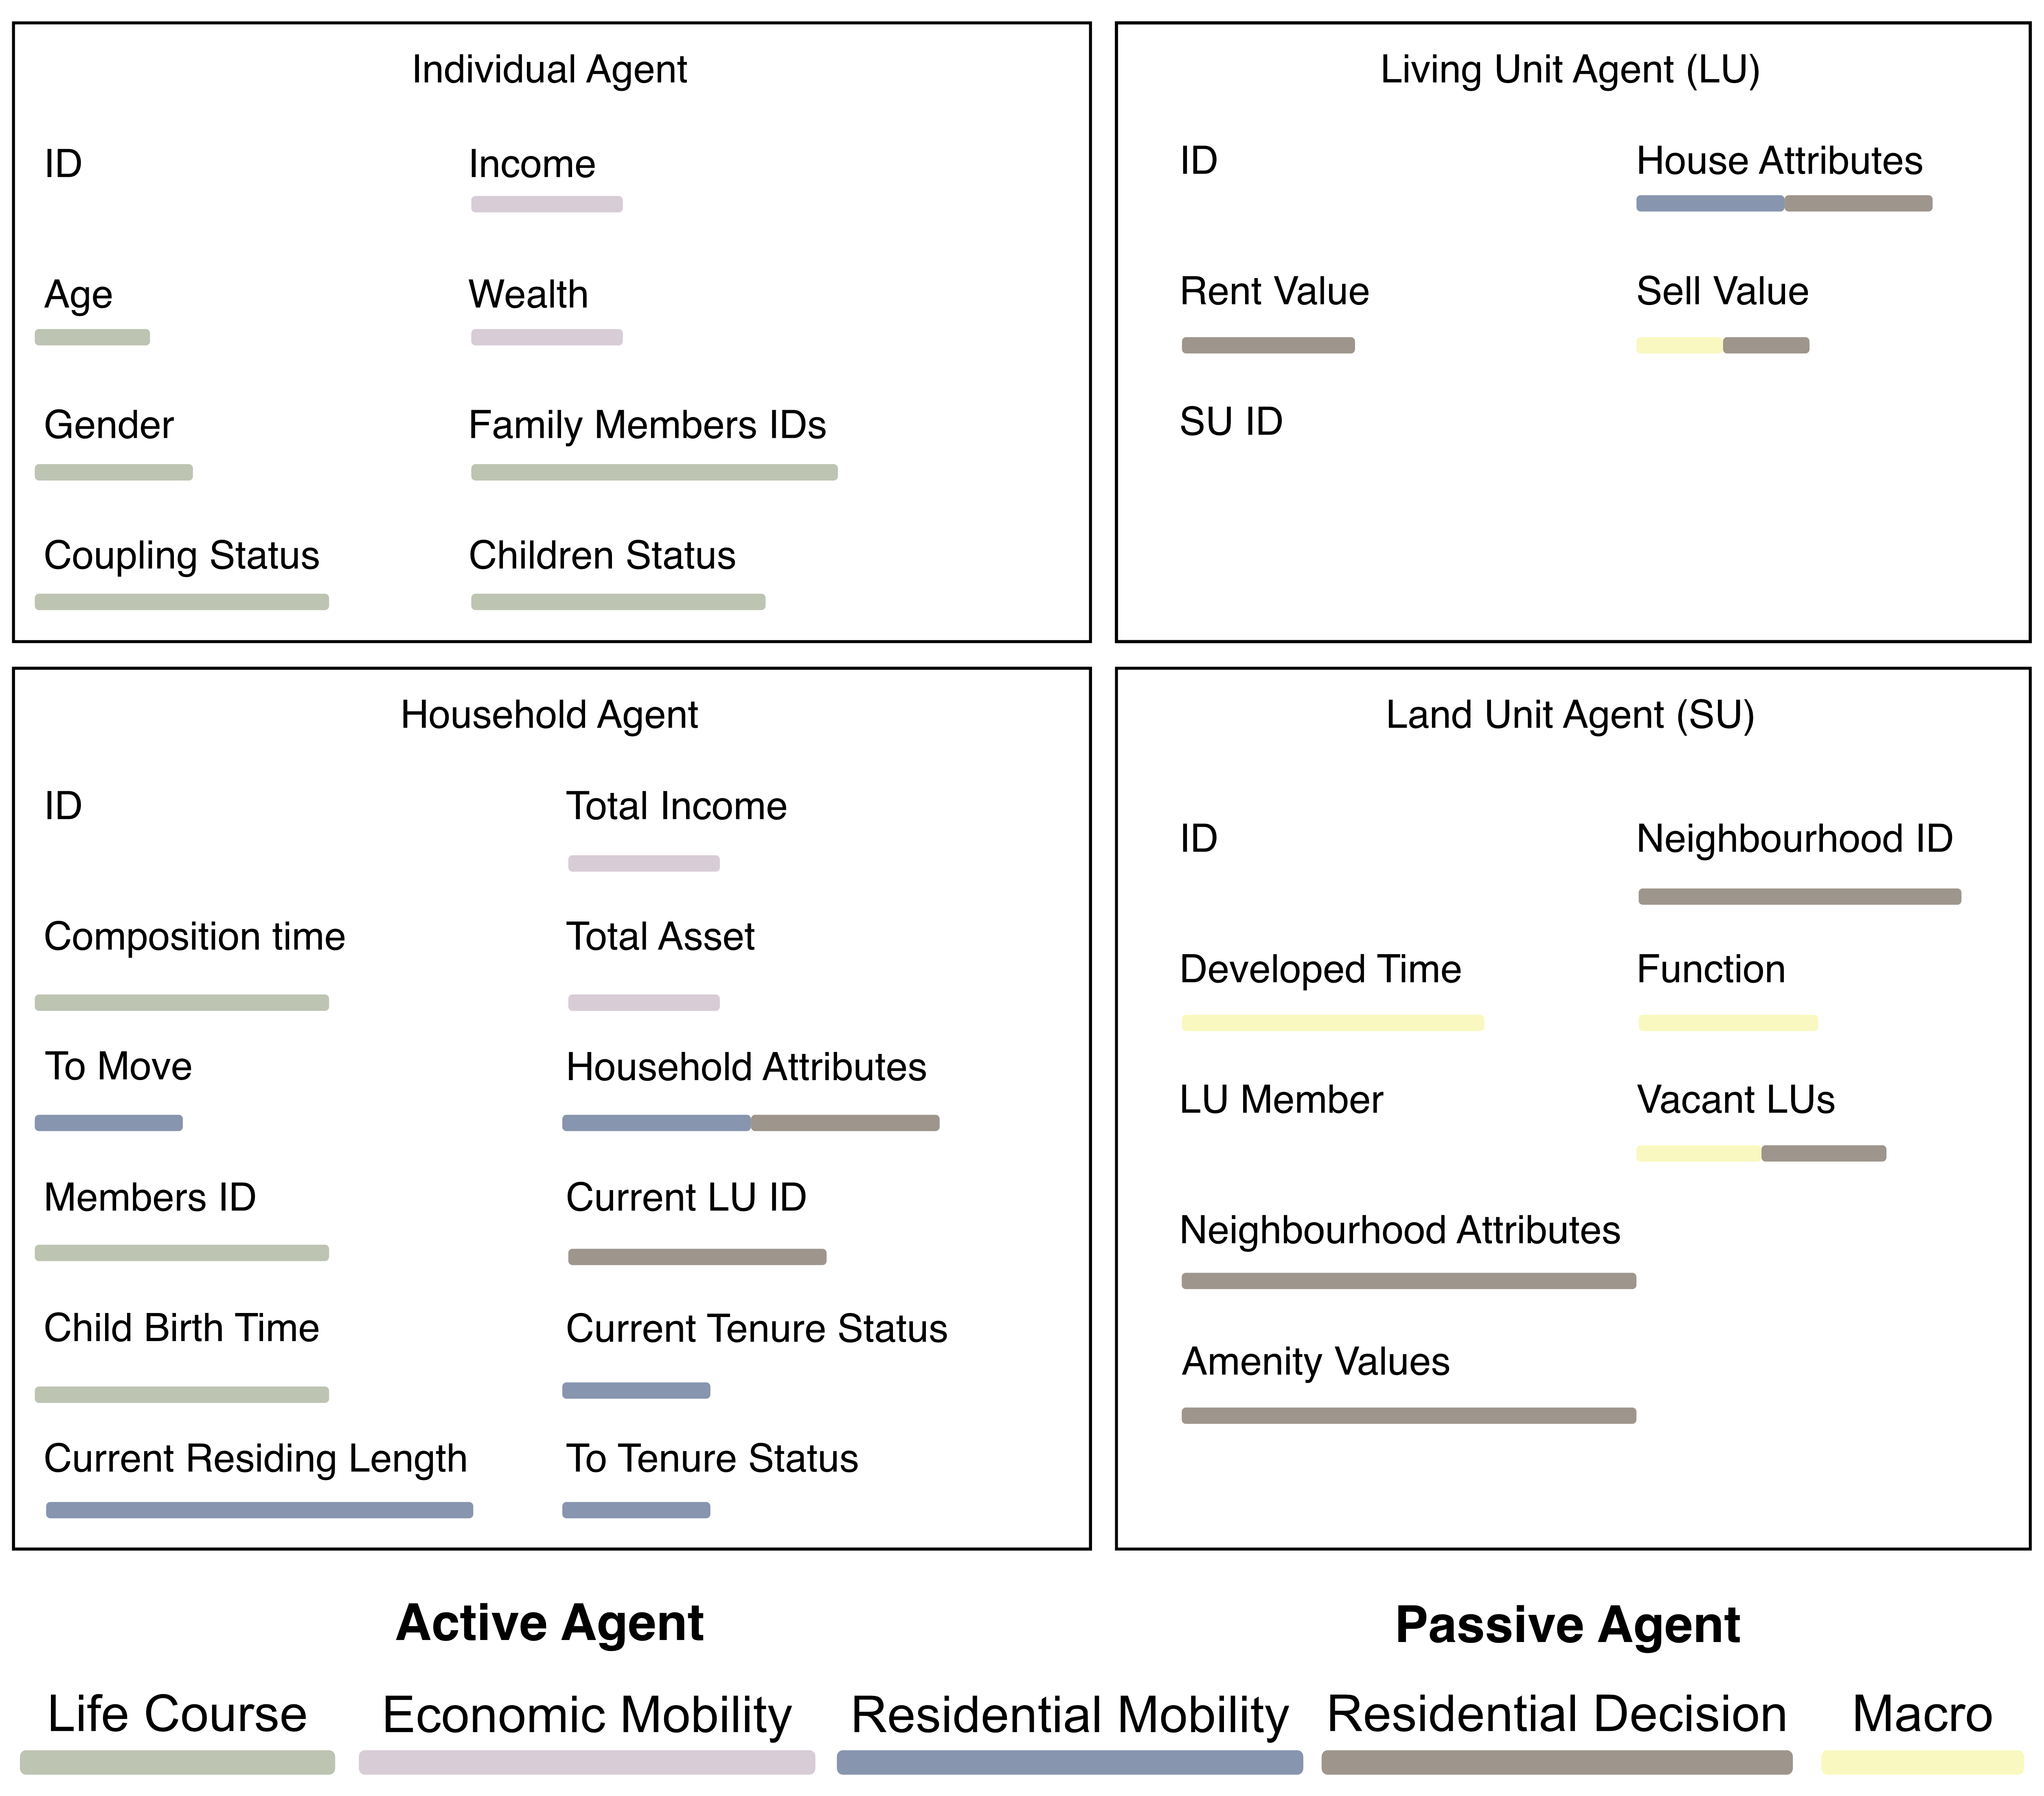 Individual Agent
ID
Income
Age
Wealth
Gender
Family Members IDs
Coupling Status
Children Status
Living Unit Agent (LU)
ID
House Attributes
Rent Value
Sell Value
SU ID
Household Agent
ID
Total Income
Composition time
Total Asset
To Move
Household Attributes
Members ID
Current LU ID
Child Birth Time
Current Tenure Status
Current Residing Length
To Tenure Status
Land Unit Agent (SU)
ID
Neighbourhood ID
Developed Time
Function
LU Member
Vacant LUs
Neighbourhood Attributes
Amenity Values
Active Agent
Passive Agent
Life Course
Economic Mobility
Residential Mobility
Residential Decision
Macro